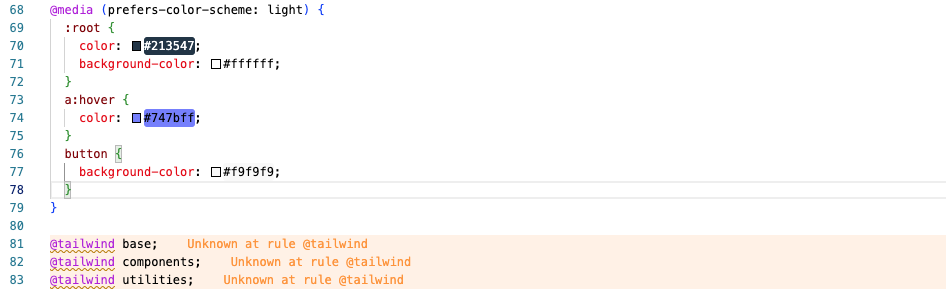 68 @media (prefers-color-scheme: light) {
69 :root {
70 color: #213547;
71 background-color: #ffffff;
72 }
73 a:hover {
74 color: #747bff;
75 }
76 button {
77 background-color: #f9f9f9;
78 }
79 }
80
81 @tailwind base; Unknown at rule @tailwind
82 @tailwind components; Unknown at rule @tailwind
83 @tailwind utilities; Unknown at rule @tailwind